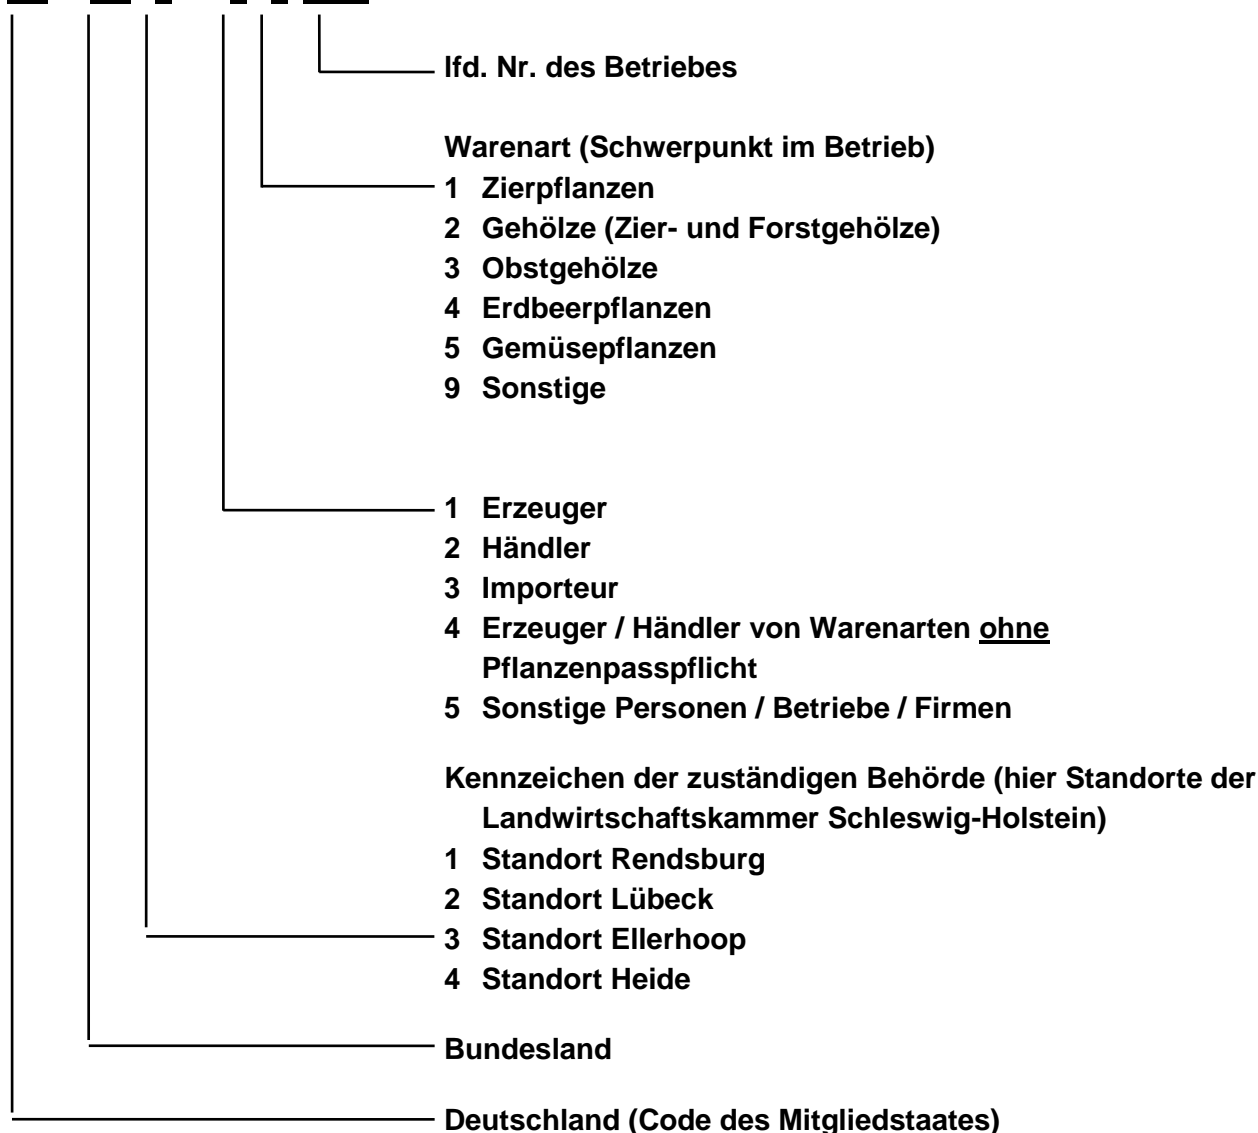 lfd. Nr. des Betriebes
Warenart (Schwerpunkt im Betrieb)
1 Zierpflanzen
2 Gehölze (Zier- und Forstgehölze)
3 Obstgehölze
4 Erdbeerpflanzen
5 Gemüsepflanzen
9 Sonstige
1 Erzeuger
2 Händler
3 Importeur
4 Erzeuger / Händler von Warenarten ohne
Pflanzenpasspflicht
5 Sonstige Personen / Betriebe / Firmen
Kennzeichen der zuständigen Behörde (hier Standorte der
Landwirtschaftskammer Schleswig-Holstein)
1 Standort Rendsburg
2 Standort Lübeck
3 Standort Ellerhoop
4 Standort Heide
Bundesland
Deutschland (Code des Mitgliedstaates)